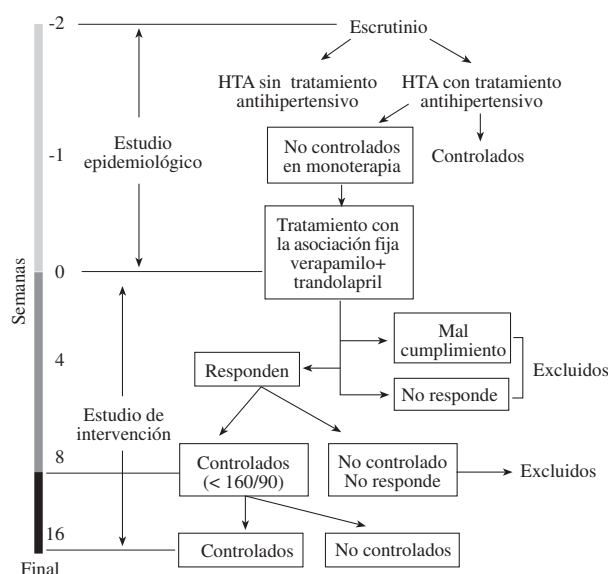 -2
Escrutinio
HTA sin tratamiento
antihipertensivo
HTA con tratamiento
antihipertensivo
Estudio
epidemiológico
-1
No controlados
en monoterapia
Controlados
Tratamiento con
la asociación fija
verapamilo+
trandolapril
0
Semanas
Mal
cumplimiento
4
Responden
Excluidos
No responde
Estudio de
intervención
8
Controlados
(< 160/90)
No controlado
No responde
Excluidos
16
Controlados
No controlados
Final